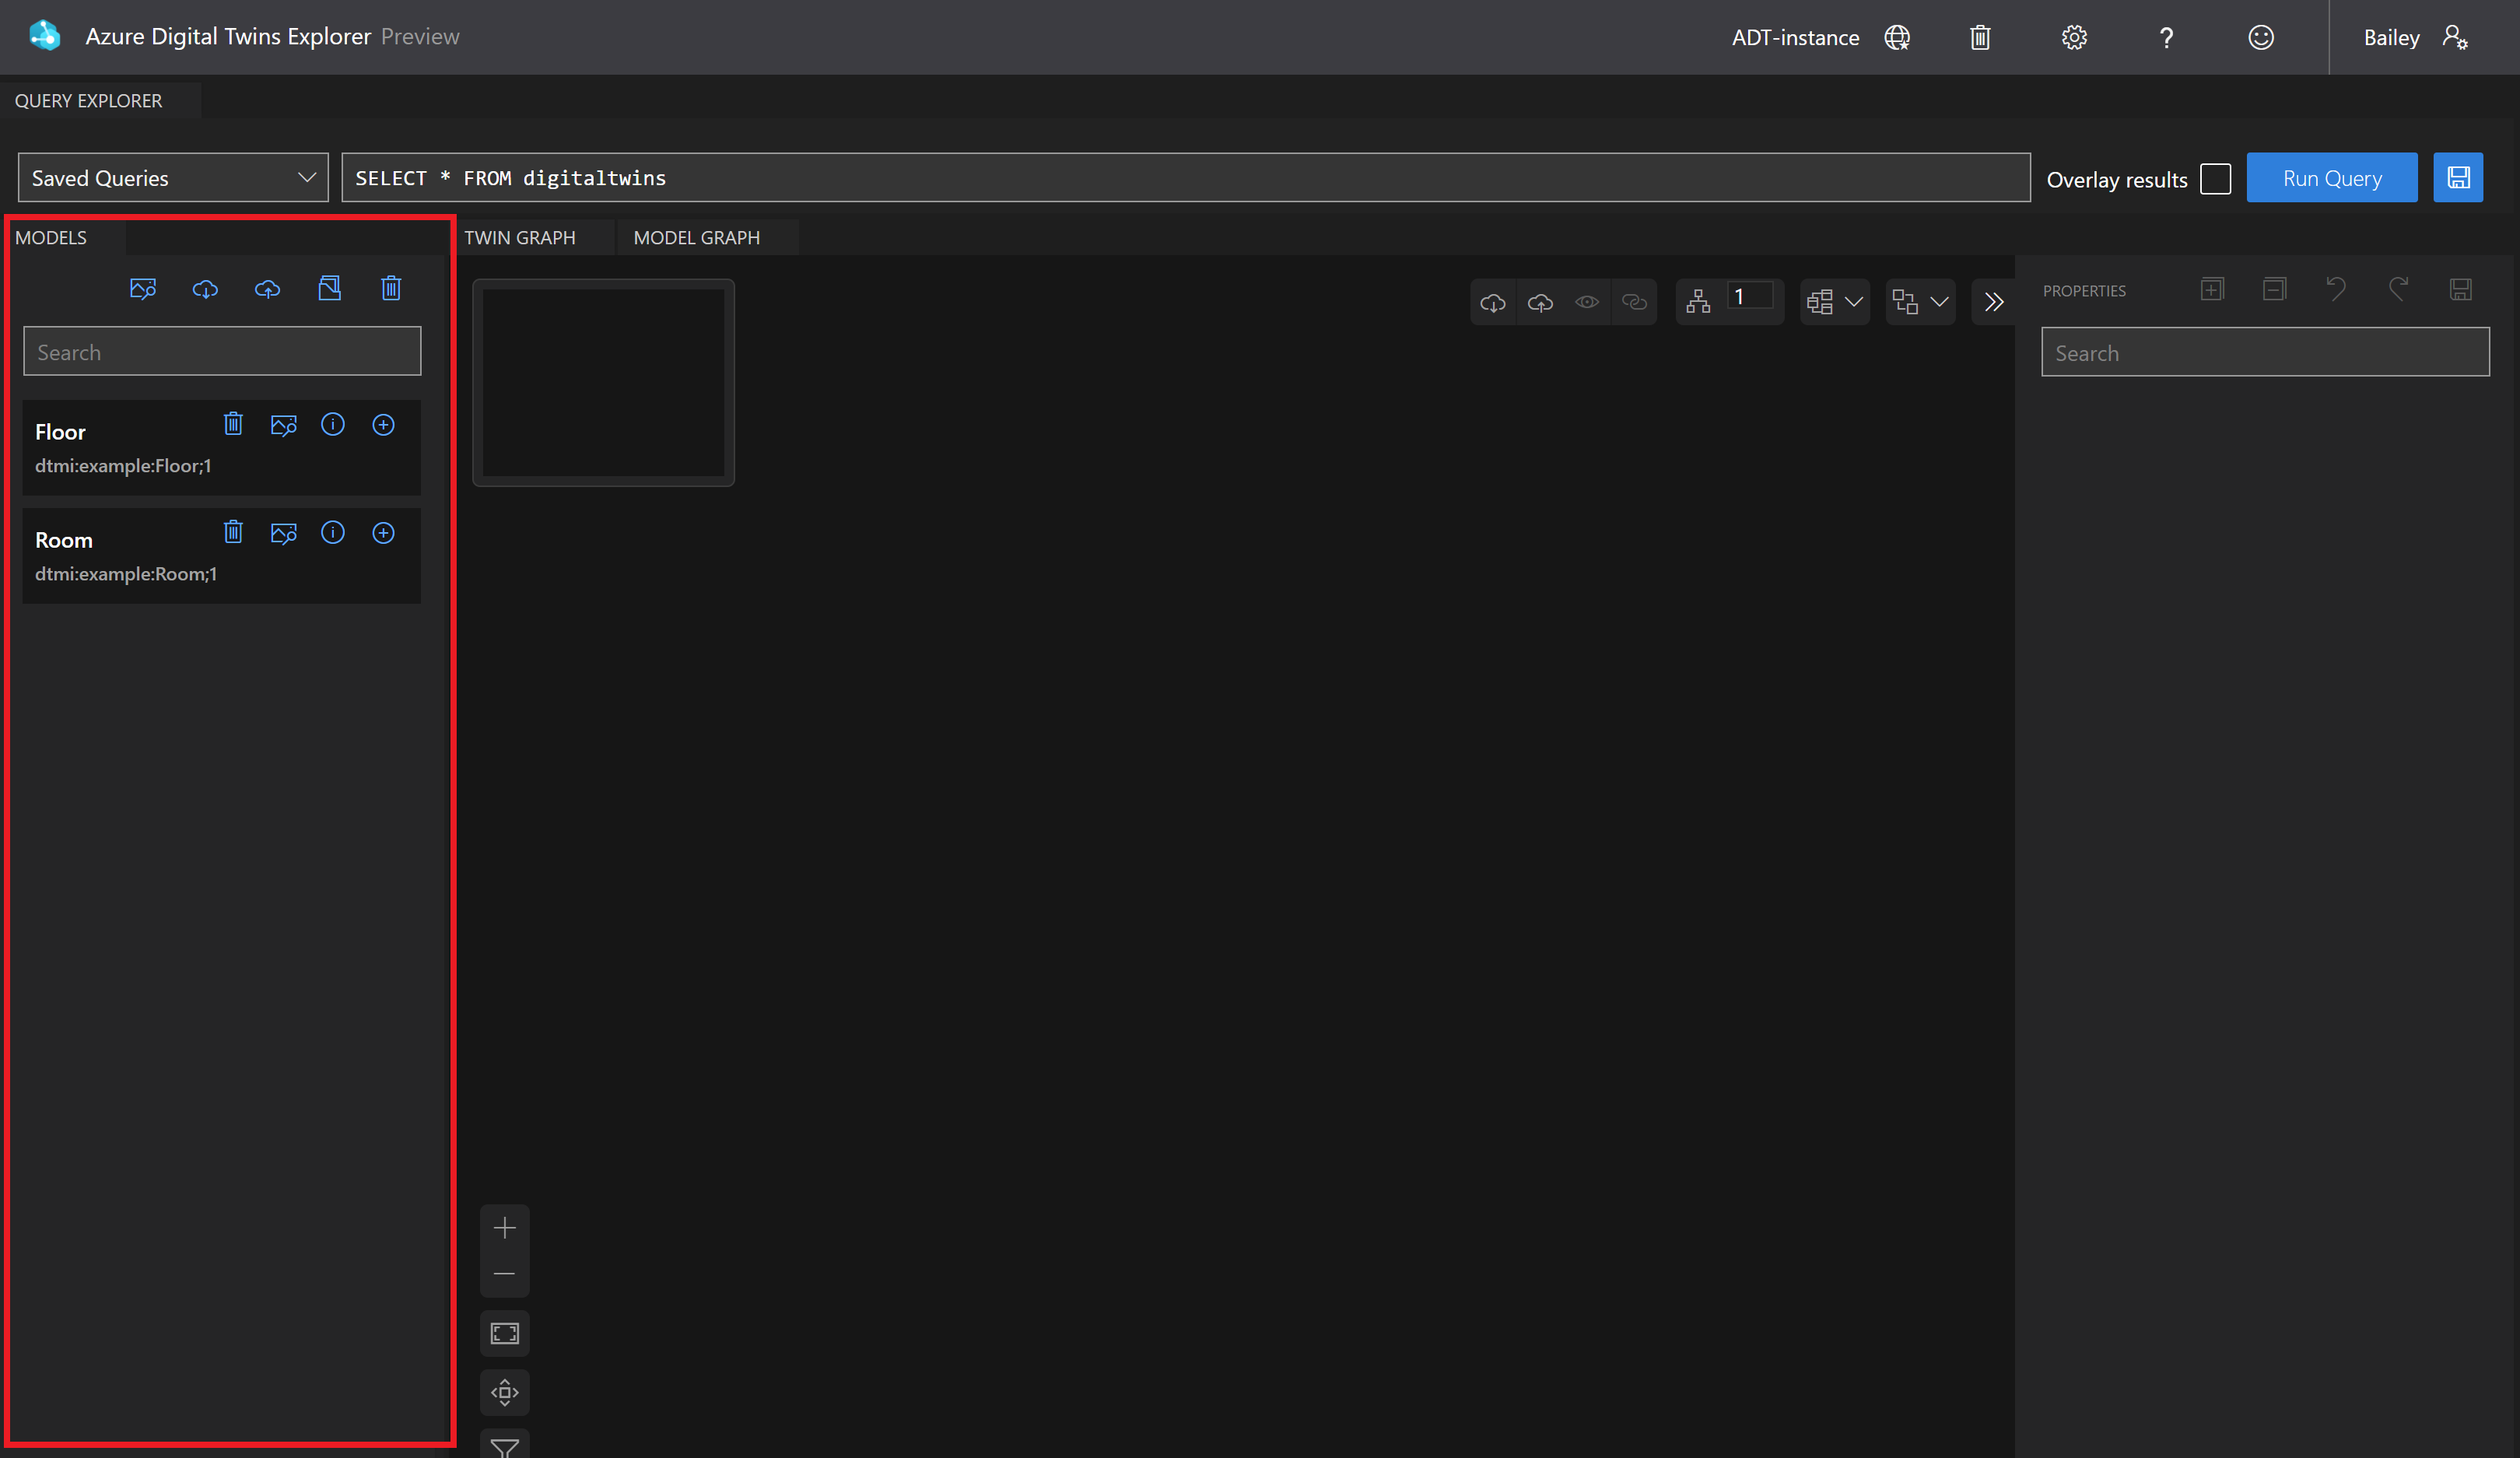 Azure Digital Twins Explorer Preview
ADT-instance
?
Bailey
QUERY EXPLORER
Saved Queries
SELECT * FROM digitaltwins
Overlay results
Run Query
MODELS
TWIN GRAPH
MODEL GRAPH
1
PROPERTIES
Search
Search
Floor
dtmi:example:Floor;1
Room
dtmi:example:Room;1